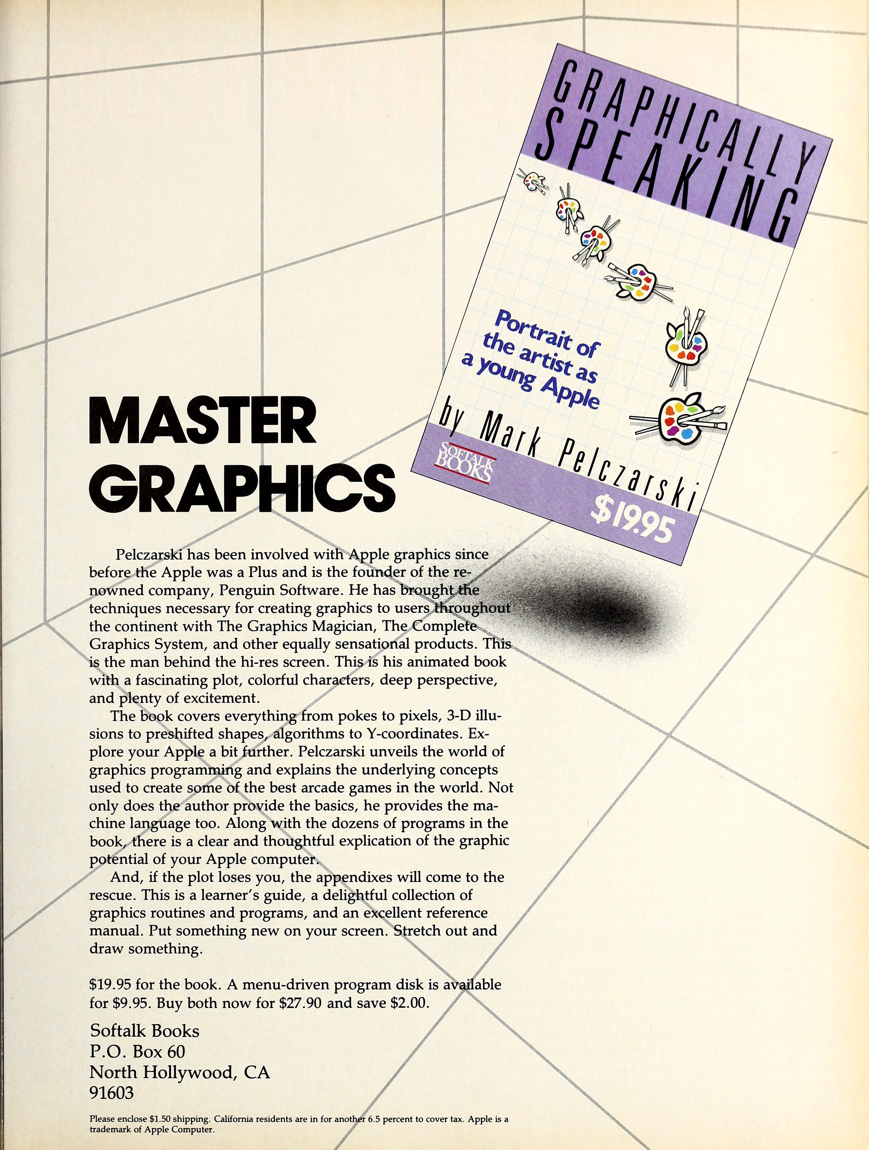 GRAPHICALLY
SPEAKING
Portrait of
the artist as
a young Apple
by Mark Pelczarski
SOFTALK
BOOKS
$19.95
MASTER
GRAPHICS
Pelczarski has been involved with Apple graphics since
before the Apple was a Plus and is the founder of the re-
nowned company, Penguin Software. He has brought the
techniques necessary for creating graphics to users throughout
the continent with The Graphics Magician, The Complete
Graphics System, and other equally sensational products. This
is the man behind the hi-res screen. This is his animated book
with a fascinating plot, colorful characters, deep perspective,
and plenty of excitement.
The book covers everything from pokes to pixels, 3-D illu-
sions to preshifted shapes, algorithms to Y-coordinates. Ex-
plore your Apple a bit further. Pelczarski unveils the world of
graphics programming and explains the underlying concepts
used to create some of the best arcade games in the world. Not
only does the author provide the basics, he provides the ma-
chine language too. Along with the dozens of programs in the
book, there is a clear and thoughtful explication of the graphic
potential of your Apple computer.
And, if the plot loses you, the appendixes will come to the
rescue. This is a learner's guide, a delightful collection of
graphics routines and programs, and an excellent reference
manual. Put something new on your screen. Stretch out and
draw something.
$19.95 for the book. A menu-driven program disk is available
for $9.95. Buy both now for $27.90 and save $2.00.
Softalk Books
P.O. Box 60
North Hollywood, CA
91603
Please enclose $1.50 shipping. California residents are in for another 6.5 percent to cover tax. Apple is a
trademark of Apple Computer.